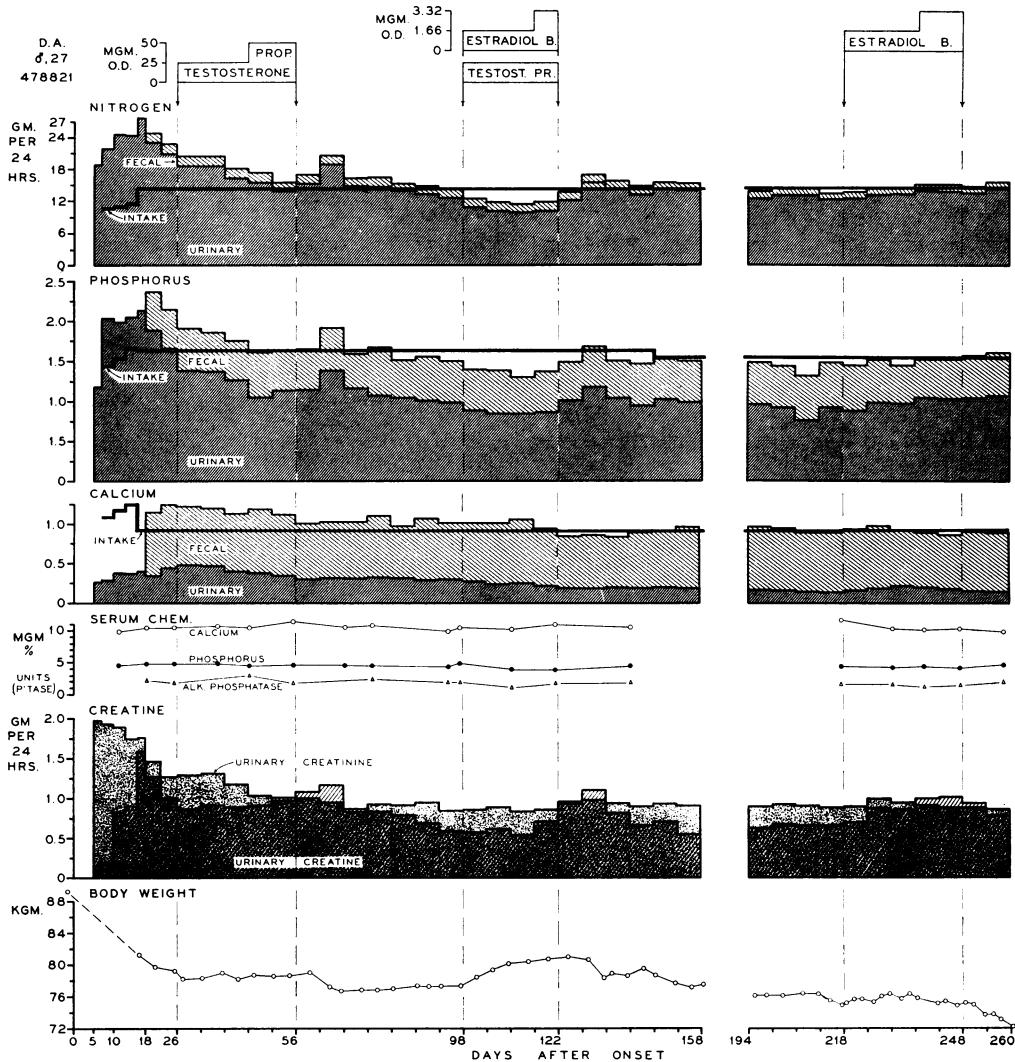 D.A.
♂,27
478821
MGM.
O.D.
50
25
0
PROP.
TESTOSTERONE
MGM.
O.D.
3.32
1.66
0
ESTRADIOL B.
TESTOST. PR.
ESTRADIOL B.
NITROGEN
GM.
PER
24
HRS.
27
24
18
12
6
0
FECAL
INTAKE
URINARY
PHOSPHORUS
2.5
2.0
1.5
1.0
1.5
0
FECAL
INTAKE
URINARY
CALCIUM
1.0
0.5
0
INTAKE
FECAL
URINARY
SERUM CHEM.
MGM
%
UNITS
(P'TASE)
10
5
0
CALCIUM
PHOSPHORUS
ALK. PHOSPHATASE
CREATINE
GM
PER
24
HRS.
2.0
1.5
1.0
0.5
0
URINARY CREATININE
URINARY CREATINE
BODY WEIGHT
KGM.
88
84
80
76
72
0 5 10 18 26 56 98 122 158 194 218 248 260
DAYS AFTER ONSET